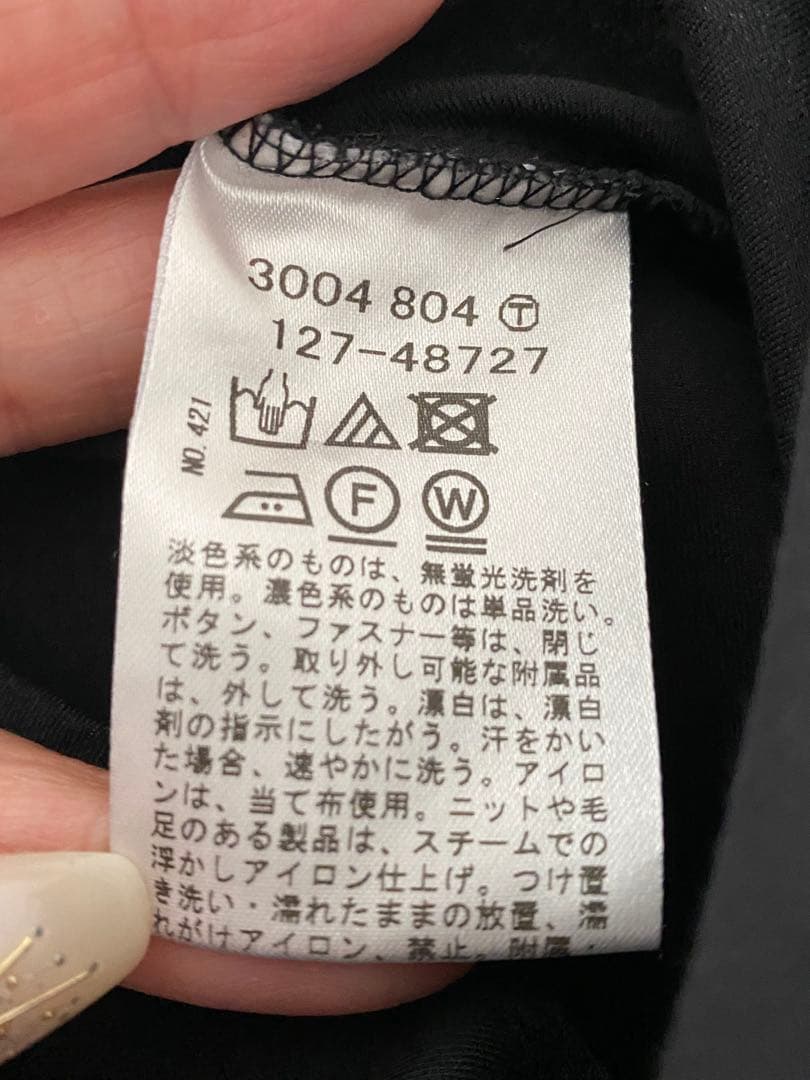 3004 804 Ⓣ
127-48727
NO.421
F W
淡色系のものは、無蛍光洗剤を
使用。濃色系のものは単品洗い。
ボタン、ファスナー等は、閉じ
て洗う。取り外し可能な附属品
は、外して洗う。漂白は、漂白
剤の指示にしたがう。汗をかい
た場合、速やかに洗う。アイロ
ンは、当て布使用。ニットや毛
足のある製品は、スチームでの
浮かしアイロン仕上げ。つけ置
き洗い・濡れたままの放置、濡
れがけアイロン、禁止。附属・